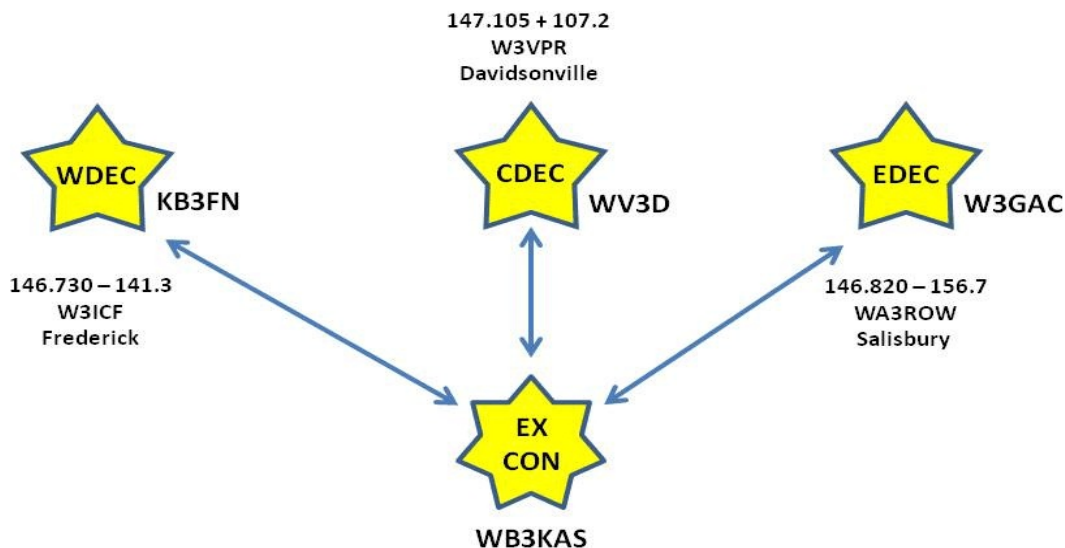 147.105 + 107.2
W3VPR
Davidsonville
WDEC
KB3FN
CDEC
WV3D
EDEC
W3GAC
146.730 – 141.3
W3ICF
Frederick
146.820 – 156.7
WA3ROW
Salisbury
EX
CON
WB3KAS